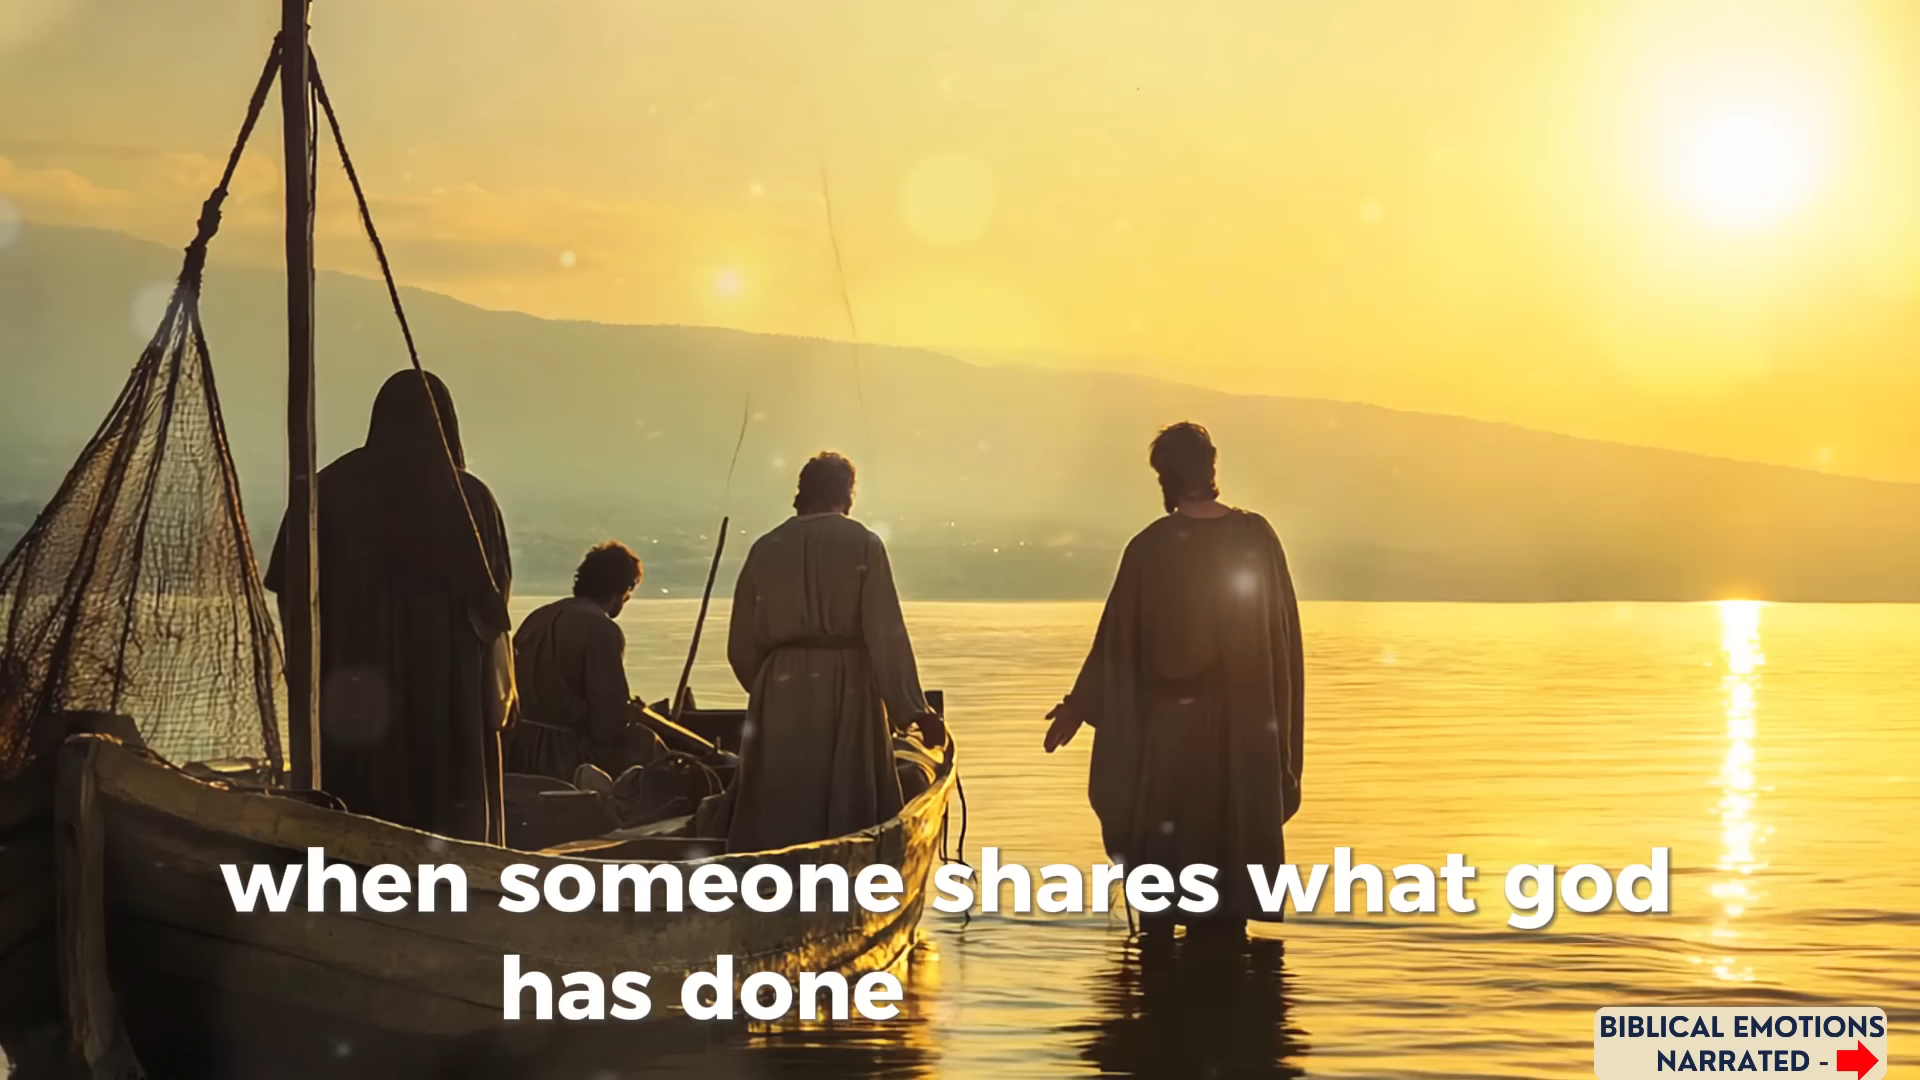 when someone shares what god
has done
BIBLICAL EMOTIONS
NARRATED -